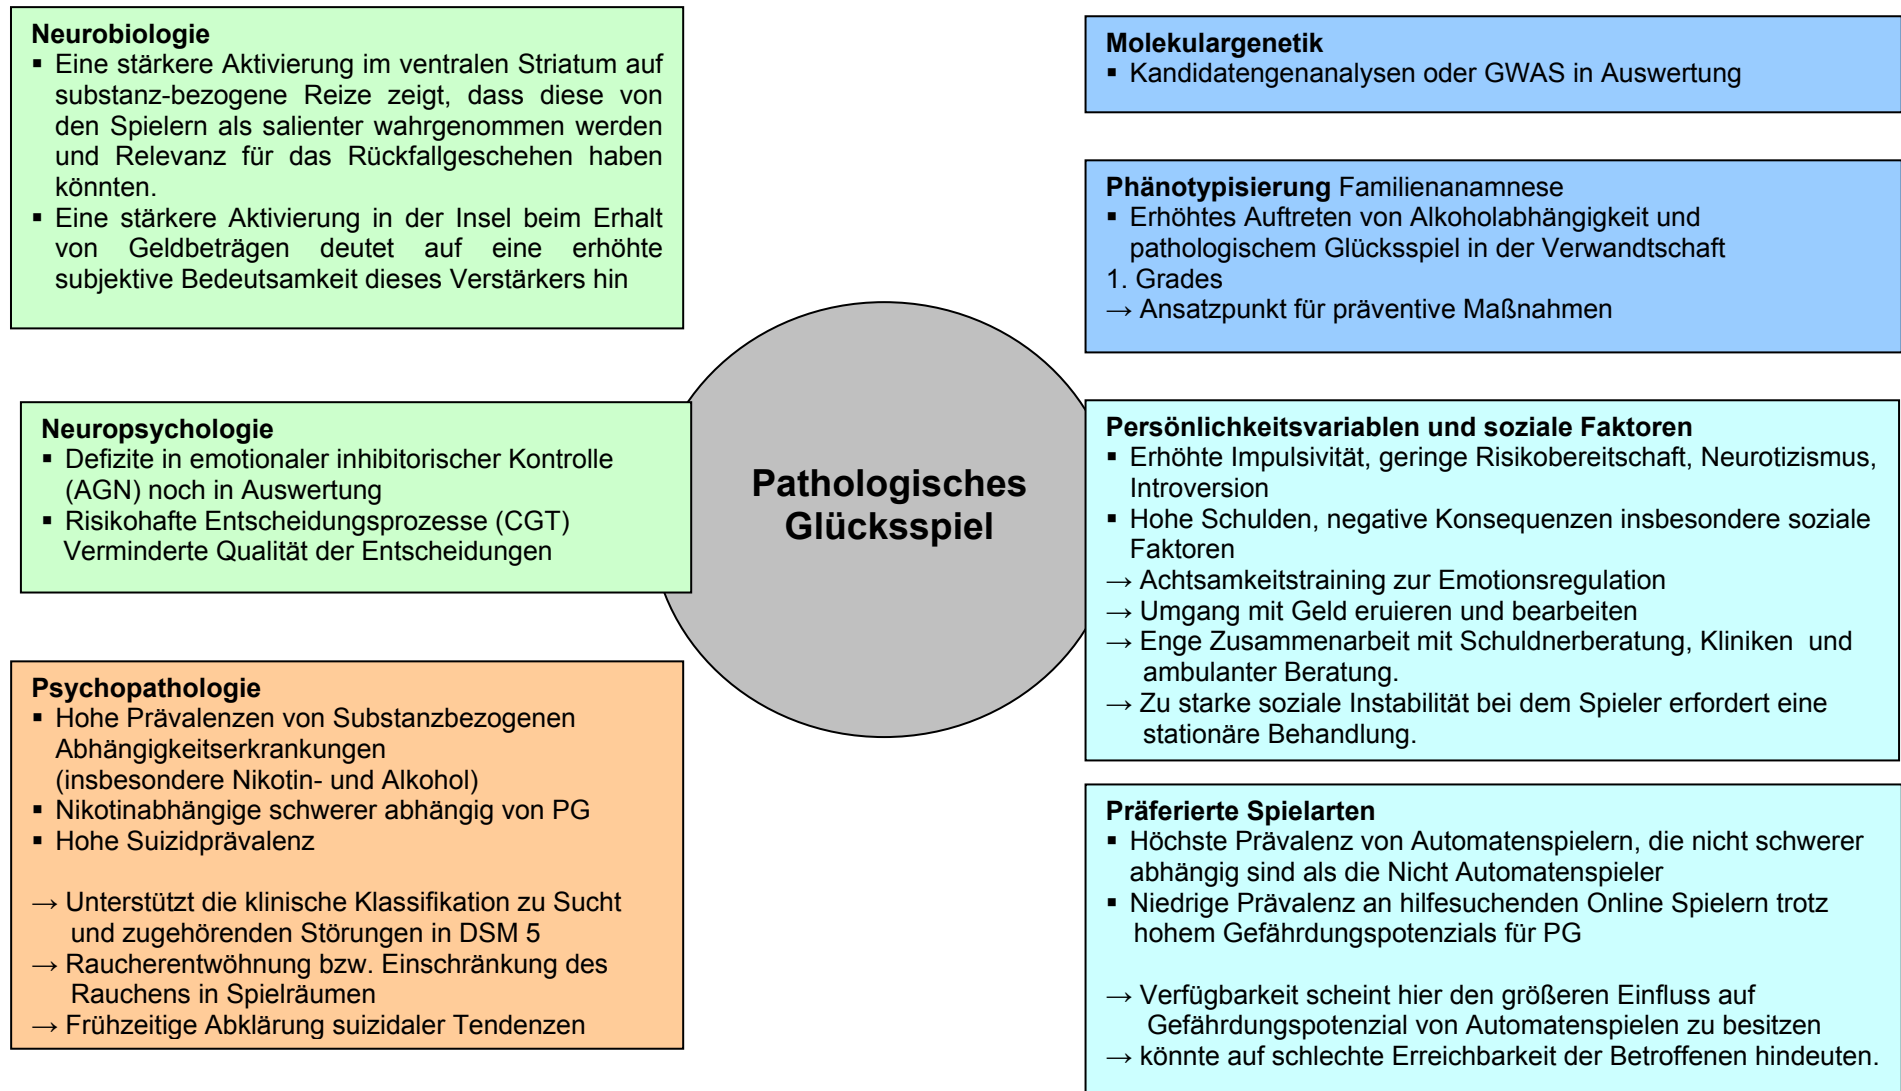 Neurobiologie
▪ Eine stärkere Aktivierung im ventralen Striatum auf
substanz-bezogene Reize zeigt, dass diese von
den Spielern als salienter wahrgenommen werden
und Relevanz für das Rückfallgeschehen haben
könnten.
▪ Eine stärkere Aktivierung in der Insel beim Erhalt
von Geldbeträgen deutet auf eine erhöhte
subjektive Bedeutsamkeit dieses Verstärkers hin
Neuropsychologie
▪ Defizite in emotionaler inhibitorischer Kontrolle
(AGN) noch in Auswertung
▪ Risikohafte Entscheidungsprozesse (CGT)
Verminderte Qualität der Entscheidungen
Psychopathologie
▪ Hohe Prävalenzen von Substanzbezogenen
Abhängigkeitserkrankungen
(insbesondere Nikotin- und Alkohol)
▪ Nikotinabhängige schwerer abhängig von PG
▪ Hohe Suizidprävalenz
→ Unterstützt die klinische Klassifikation zu Sucht
und zugehörenden Störungen in DSM 5
→ Raucherentwöhnung bzw. Einschränkung des
Rauchens in Spielräumen
→ Frühzeitige Abklärung suizidaler Tendenzen
Pathologisches
Glücksspiel
Molekulargenetik
▪ Kandidatengenanalysen oder GWAS in Auswertung
Phänotypisierung Familienanamnese
▪ Erhöhtes Auftreten von Alkoholabhängigkeit und
pathologischem Glücksspiel in der Verwandtschaft
1. Grades
→ Ansatzpunkt für präventive Maßnahmen
Persönlichkeitsvariablen und soziale Faktoren
▪ Erhöhte Impulsivität, geringe Risikobereitschaft, Neurotizismus,
Introversion
▪ Hohe Schulden, negative Konsequenzen insbesondere soziale
Faktoren
→ Achtsamkeitstraining zur Emotionsregulation
→ Umgang mit Geld eruieren und bearbeiten
→ Enge Zusammenarbeit mit Schuldnerberatung, Kliniken und
ambulanter Beratung.
→ Zu starke soziale Instabilität bei dem Spieler erfordert eine
stationäre Behandlung.
Präferierte Spielarten
▪ Höchste Prävalenz von Automatenspielern, die nicht schwerer
abhängig sind als die Nicht Automatenspieler
▪ Niedrige Prävalenz an hilfesuchenden Online Spielern trotz
hohem Gefährdungspotenzials für PG
→ Verfügbarkeit scheint hier den größeren Einfluss auf
Gefährdungspotenzial von Automatenspielen zu besitzen
→ könnte auf schlechte Erreichbarkeit der Betroffenen hindeuten.